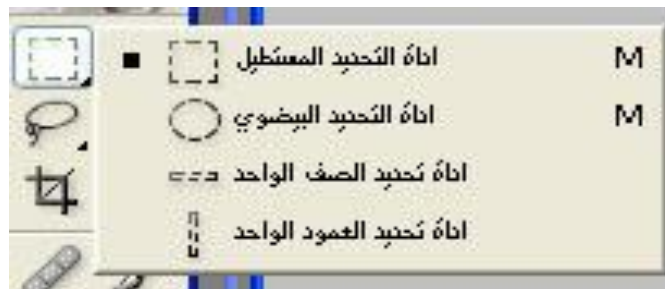 اداة التحديد المستطيل M
اداة التحديد البيضوي M
اداة تحديد الصف الواحد
اداة تحديد العمود الواحد